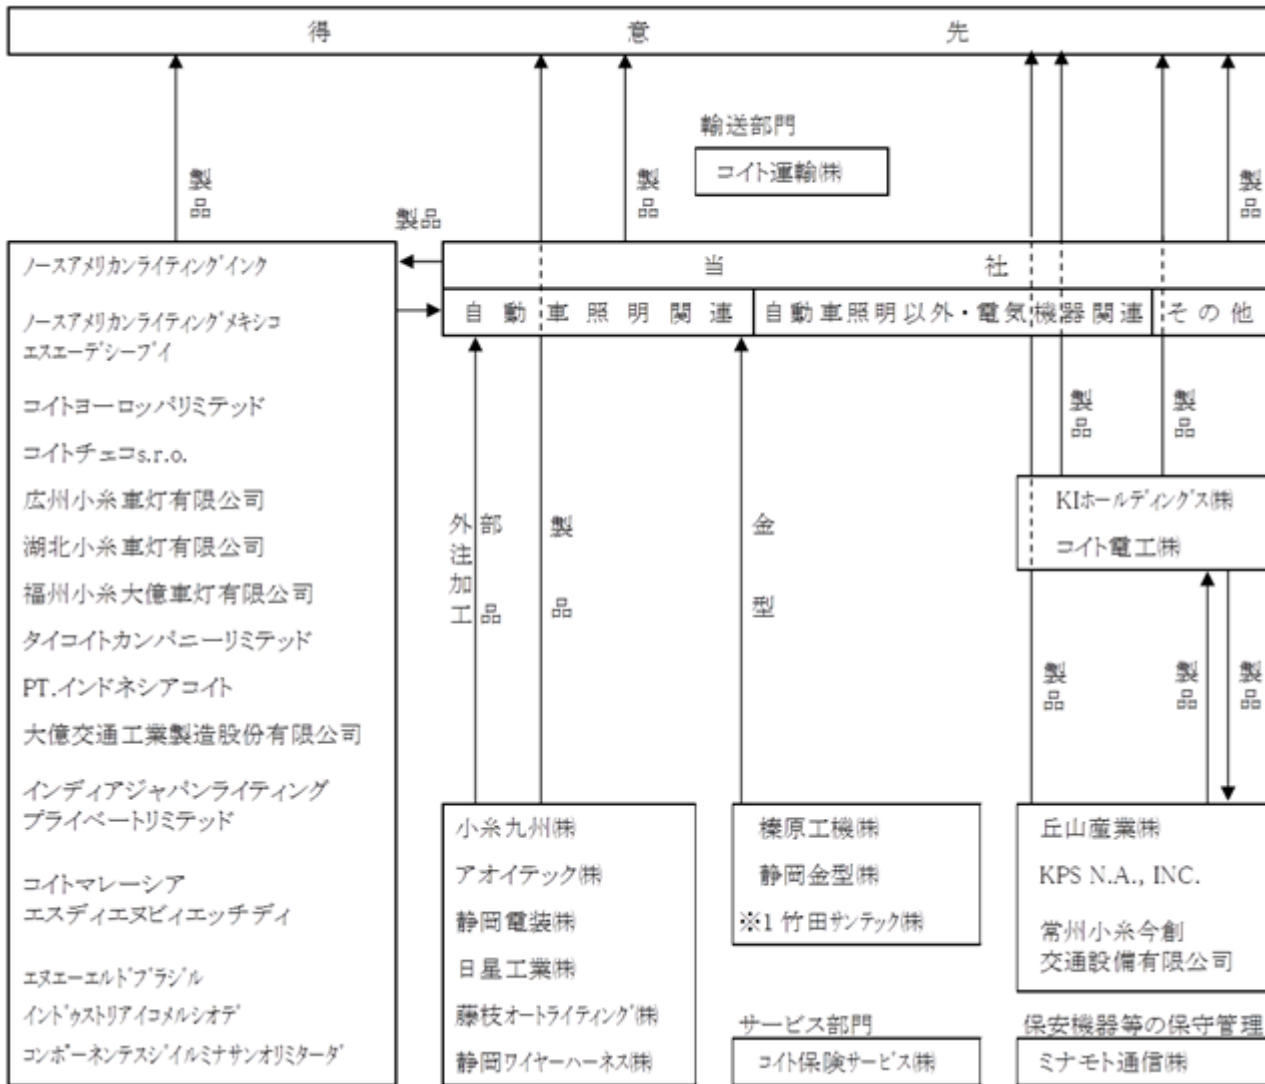 得意先
輸送部門
コイト運輸㈱
製品
製品
製品
製品
ノースアメリカンライティングインク
ノースアメリカンライティングメキシコ
エスエーデシーブイ
コイトヨーロッパリミテッド
コイトチェコs.r.o.
広州小糸車灯有限公司
湖北小糸車灯有限公司
福州小糸大億車灯有限公司
タイコイトカンパニーリミテッド
PT.インドネシアコイト
大億交通工業製造股份有限公司
インディアジャパンライティング
プライベートリミテッド
コイトマレーシア
エスディエヌビィエッチディ
エヌエーエルドブラジル
インドゥストリアイコメルシオデ
コンポーネンテスジイルミナサンオリミターダ
当社
自動車照明関連
自動車照明以外・電気機器関連
その他
製品
製品
KIホールディングス㈱
コイト電工㈱
外注加工
部品
製品
金型
製品
製品
製品
小糸九州㈱
アオイテック㈱
静岡電装㈱
日星工業㈱
藤枝オートライティング㈱
静岡ワイヤーハーネス㈱
榛原工機㈱
静岡金型㈱
※1 竹田サンテック㈱
丘山産業㈱
KPS N.A., INC.
常州小糸今創
交通設備有限公司
サービス部門
コイト保険サービス㈱
保安機器等の保守管理
ミナモト通信㈱